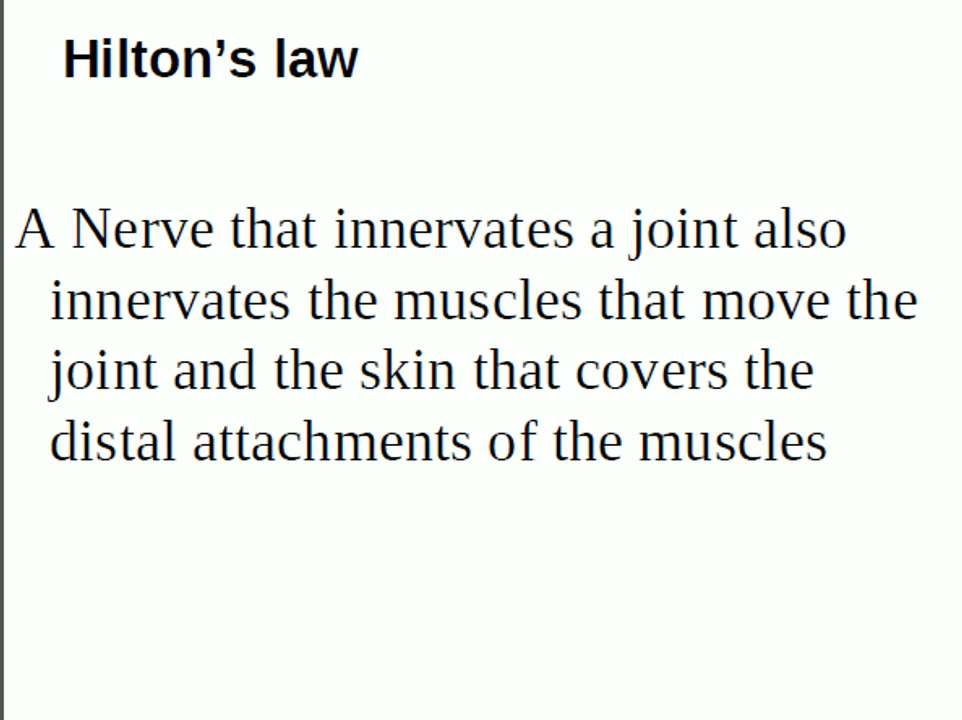 Hilton’s law
A Nerve that innervates a joint also
innervates the muscles that move the
joint and the skin that covers the
distal attachments of the muscles